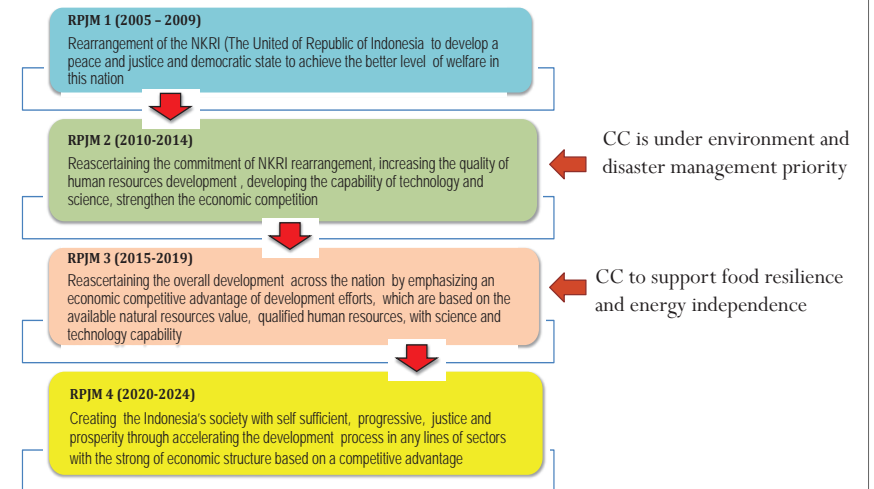 RPJM 1 (2005 – 2009)
Rearrangement of the NKRI (The United of Republic of Indonesia to develop a
peace and justice and democratic state to achieve the better level of welfare in
this nation
RPJM 2 (2010-2014)
Reascertaining the commitment of NKRI rearrangement, increasing the quality of
human resources development , developing the capability of technology and
science, strengthen the economic competition
CC is under environment and
disaster management priority
RPJM 3 (2015-2019)
Reascertaining the overall development across the nation by emphasizing an
economic competitive advantage of development efforts, which are based on the
available natural resources value, qualified human resources, with science and
technology capability
CC to support food resilience
and energy independence
RPJM 4 (2020-2024)
Creating the Indonesia's society with self sufficient, progressive, justice and
prosperity through accelerating the development process in any lines of sectors
with the strong of economic structure based on a competitive advantage